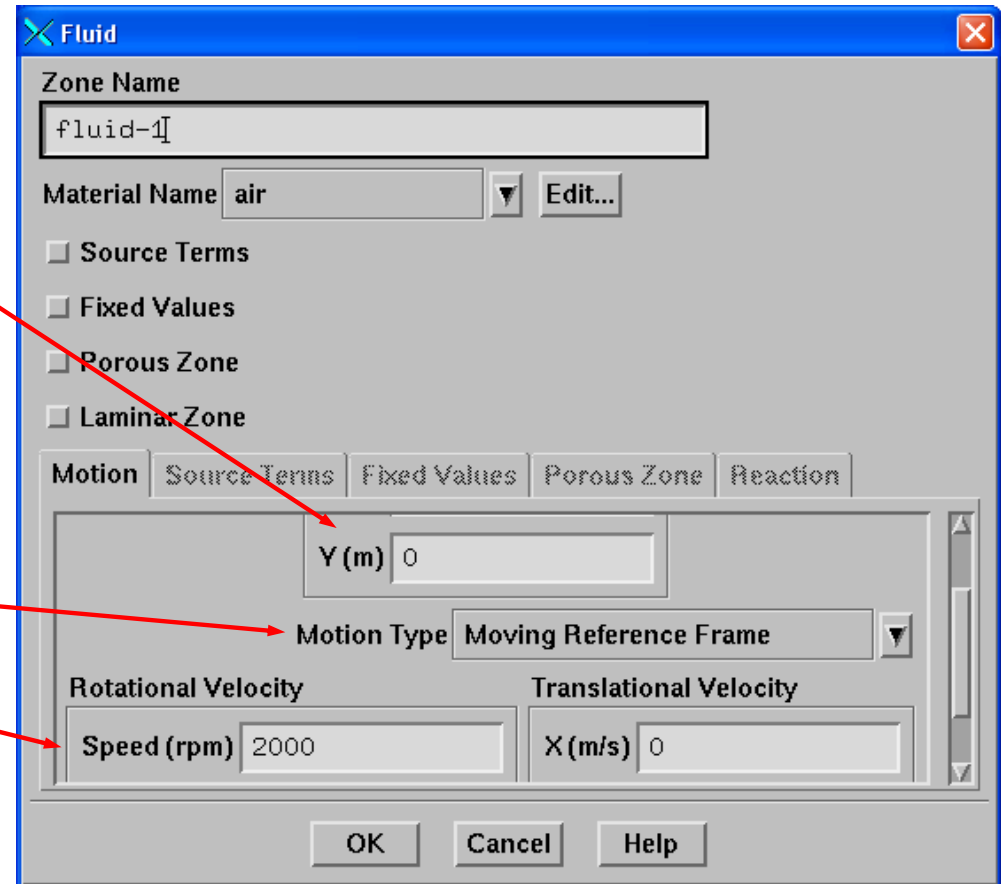 Fluid
Zone Name
fluid-1
Material Name air Edit...
Source Terms
Fixed Values
Porous Zone
Laminar Zone
Motion Source Terms Fixed Values Porous Zone Reaction
Y (m) 0
Motion Type Moving Reference Frame
Rotational Velocity Translational Velocity
Speed (rpm) 2000 X (m/s) 0
OK Cancel Help